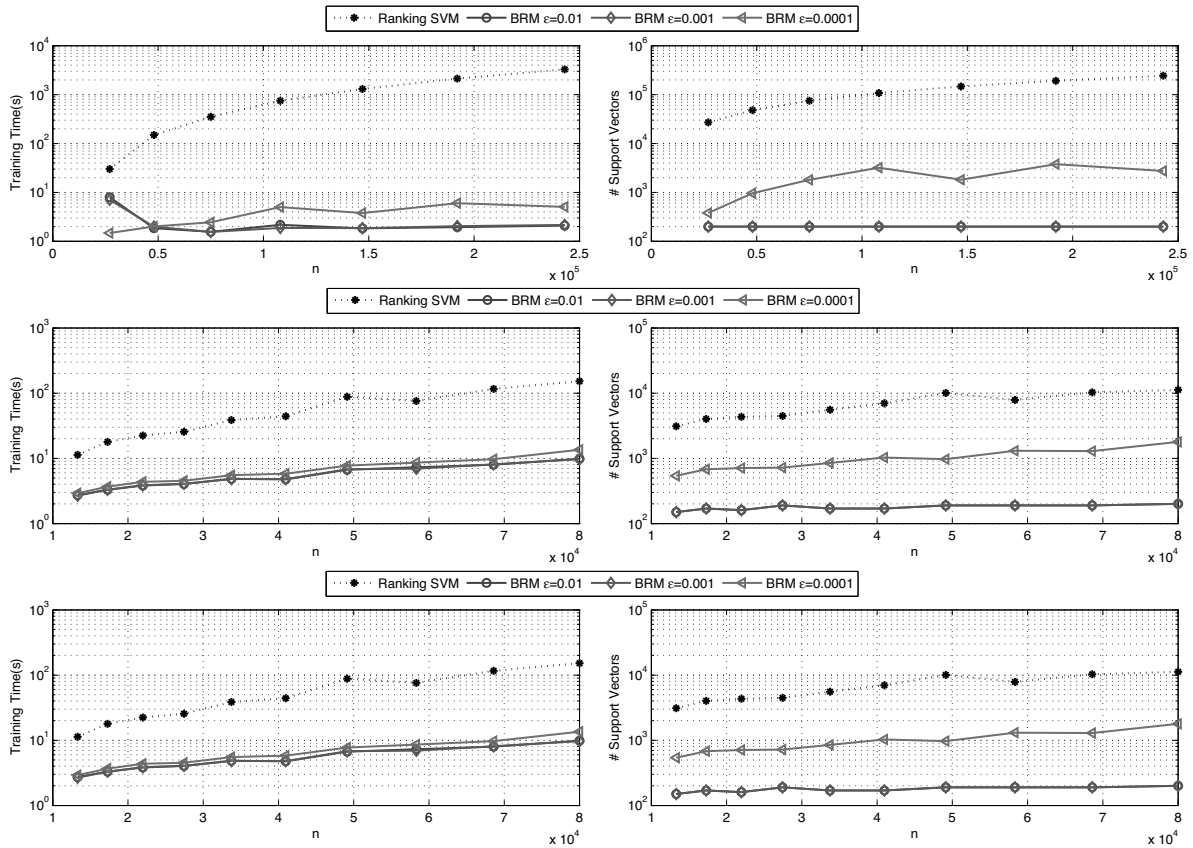 Ranking SVM BRM ε=0.01 BRM ε=0.001 BRM ε=0.0001
Training Time(s)
10^4
10^3
10^2
10^1
10^0
0 0.5 1 1.5 2 2.5
x 10^5
n
# Support Vectors
10^6
10^5
10^4
10^3
10^2
0 0.5 1 1.5 2 2.5
x 10^5
n
Ranking SVM BRM ε=0.01 BRM ε=0.001 BRM ε=0.0001
Training Time(s)
10^3
10^2
10^1
10^0
1 2 3 4 5 6 7 8
x 10^4
n
# Support Vectors
10^5
10^4
10^3
10^2
1 2 3 4 5 6 7 8
x 10^4
n
Ranking SVM BRM ε=0.01 BRM ε=0.001 BRM ε=0.0001
Training Time(s)
10^3
10^2
10^1
10^0
1 2 3 4 5 6 7 8
x 10^4
n
# Support Vectors
10^5
10^4
10^3
10^2
1 2 3 4 5 6 7 8
x 10^4
n